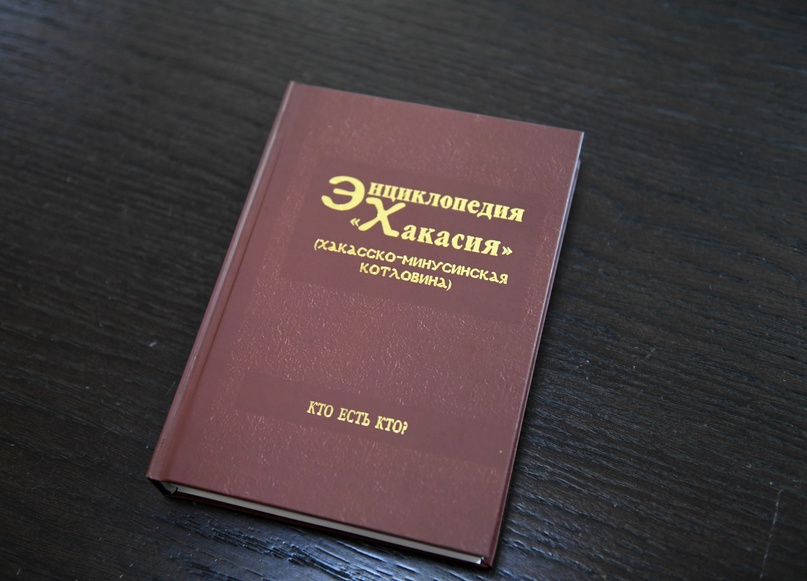 Энциклопедия
«Хакасия»
(ХАКАССКО-МИНУСИНСКАЯ
КОТЛОВИНА)
КТО ЕСТЬ КТО?